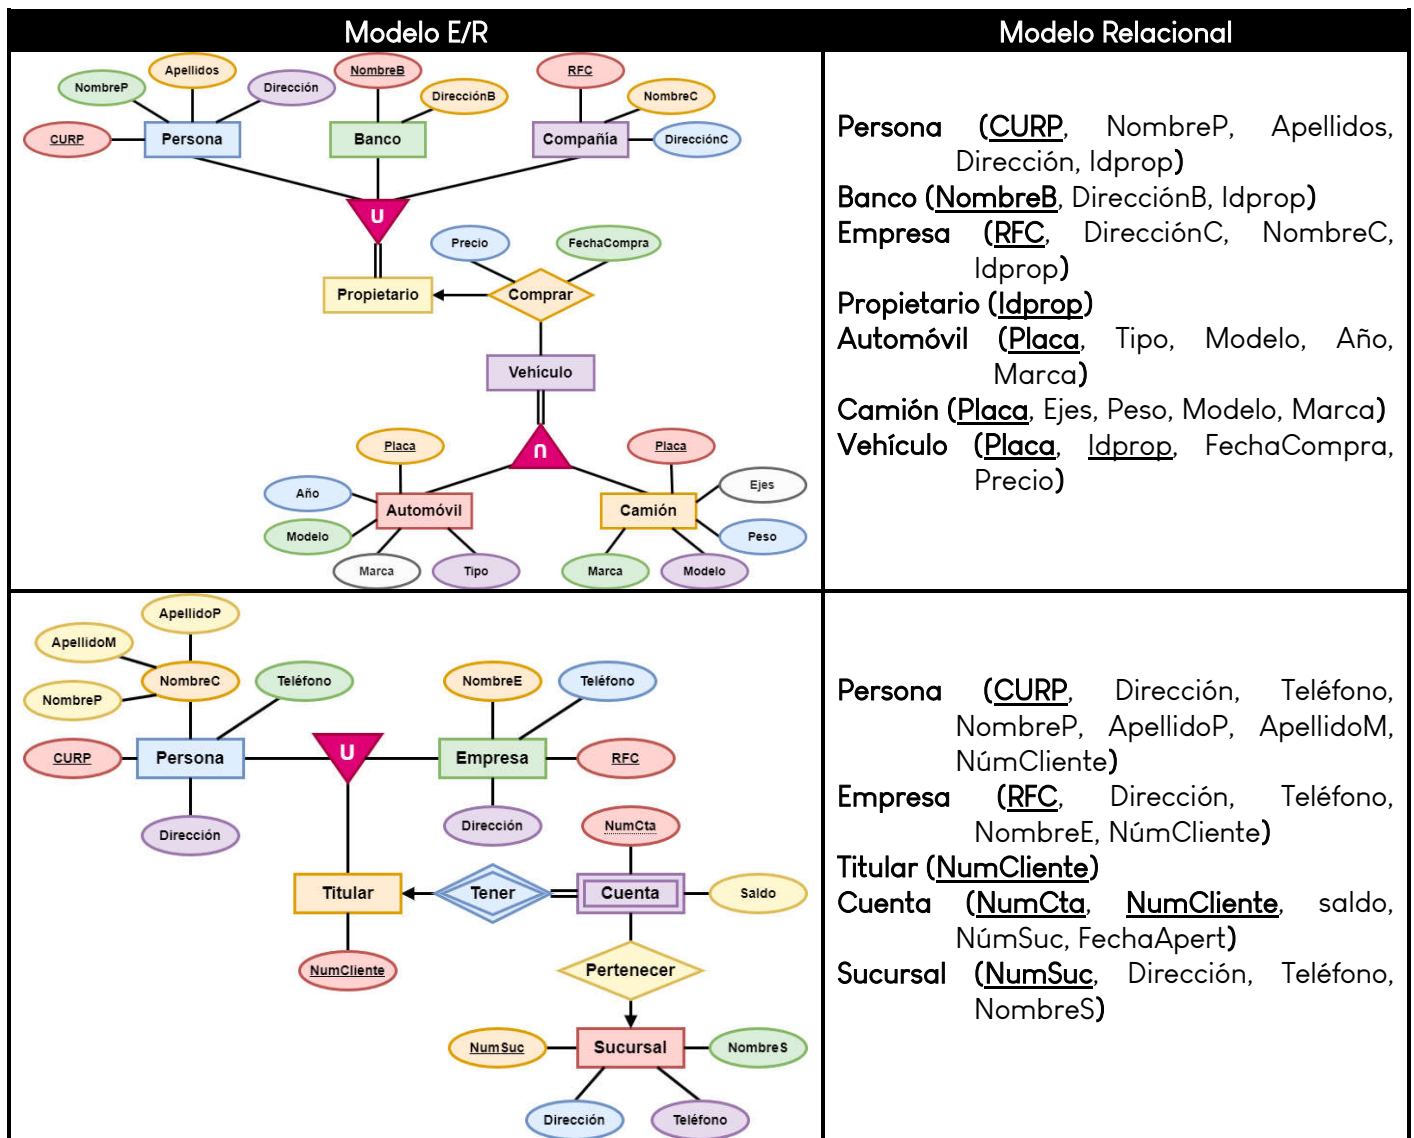 Modelo E/R
Modelo Relacional
Apellidos
NombreP
Dirección
CURP
Persona
NombreB
DirecciónB
Banco
RFC
NombreC
Compañía
DirecciónC
U
Precio
FechaCompra
Propietario
Comprar
Vehículo
∩
Placa
Placa
Año
Ejes
Automóvil
Camión
Modelo
Peso
Marca
Tipo
Marca
Modelo
Persona (CURP, NombreP, Apellidos,
Dirección, Idprop)
Banco (NombreB, DirecciónB, Idprop)
Empresa (RFC, DirecciónC, NombreC,
Idprop)
Propietario (Idprop)
Automóvil (Placa, Tipo, Modelo, Año,
Marca)
Camión (Placa, Ejes, Peso, Modelo, Marca)
Vehículo (Placa, Idprop, FechaCompra,
Precio)
ApellidoP
ApellidoM
NombreC
Teléfono
NombreP
CURP
Persona
Dirección
U
NombreE
Teléfono
Empresa
RFC
Dirección
NumCta
Titular
Tener
Cuenta
Saldo
NumCliente
Pertenecer
NumSuc
Sucursal
NombreS
Dirección
Teléfono
Persona (CURP, Dirección, Teléfono,
NombreP, ApellidoP, ApellidoM,
NúmCliente)
Empresa (RFC, Dirección, Teléfono,
NombreE, NúmCliente)
Titular (NumCliente)
Cuenta (NumCta, NumCliente, saldo,
NúmSuc, FechaApert)
Sucursal (NumSuc, Dirección, Teléfono,
NombreS)